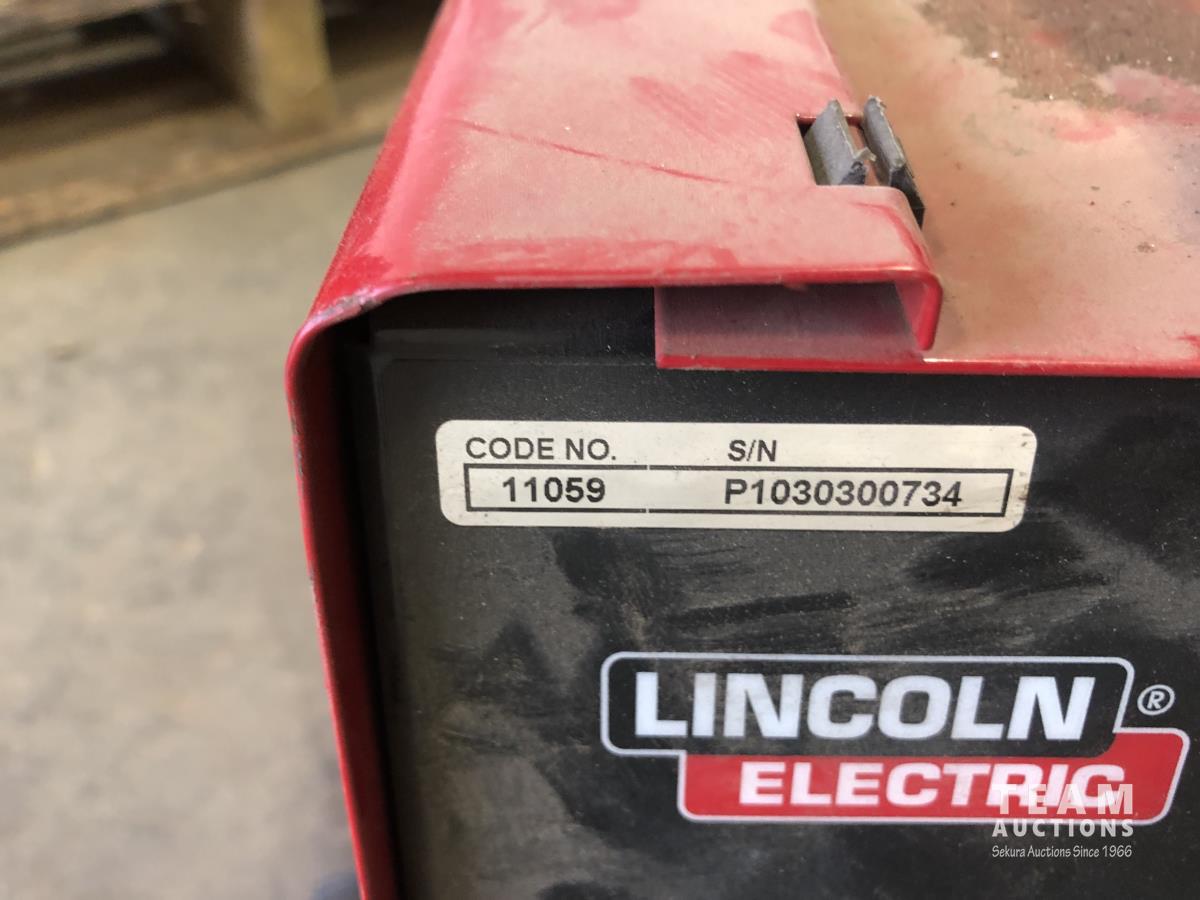 CODE NO. S/N
11059 P1030300734
LINCOLN ®
ELECTRIC
TEAM
AUCTIONS
Sekura Auctions Since 1966